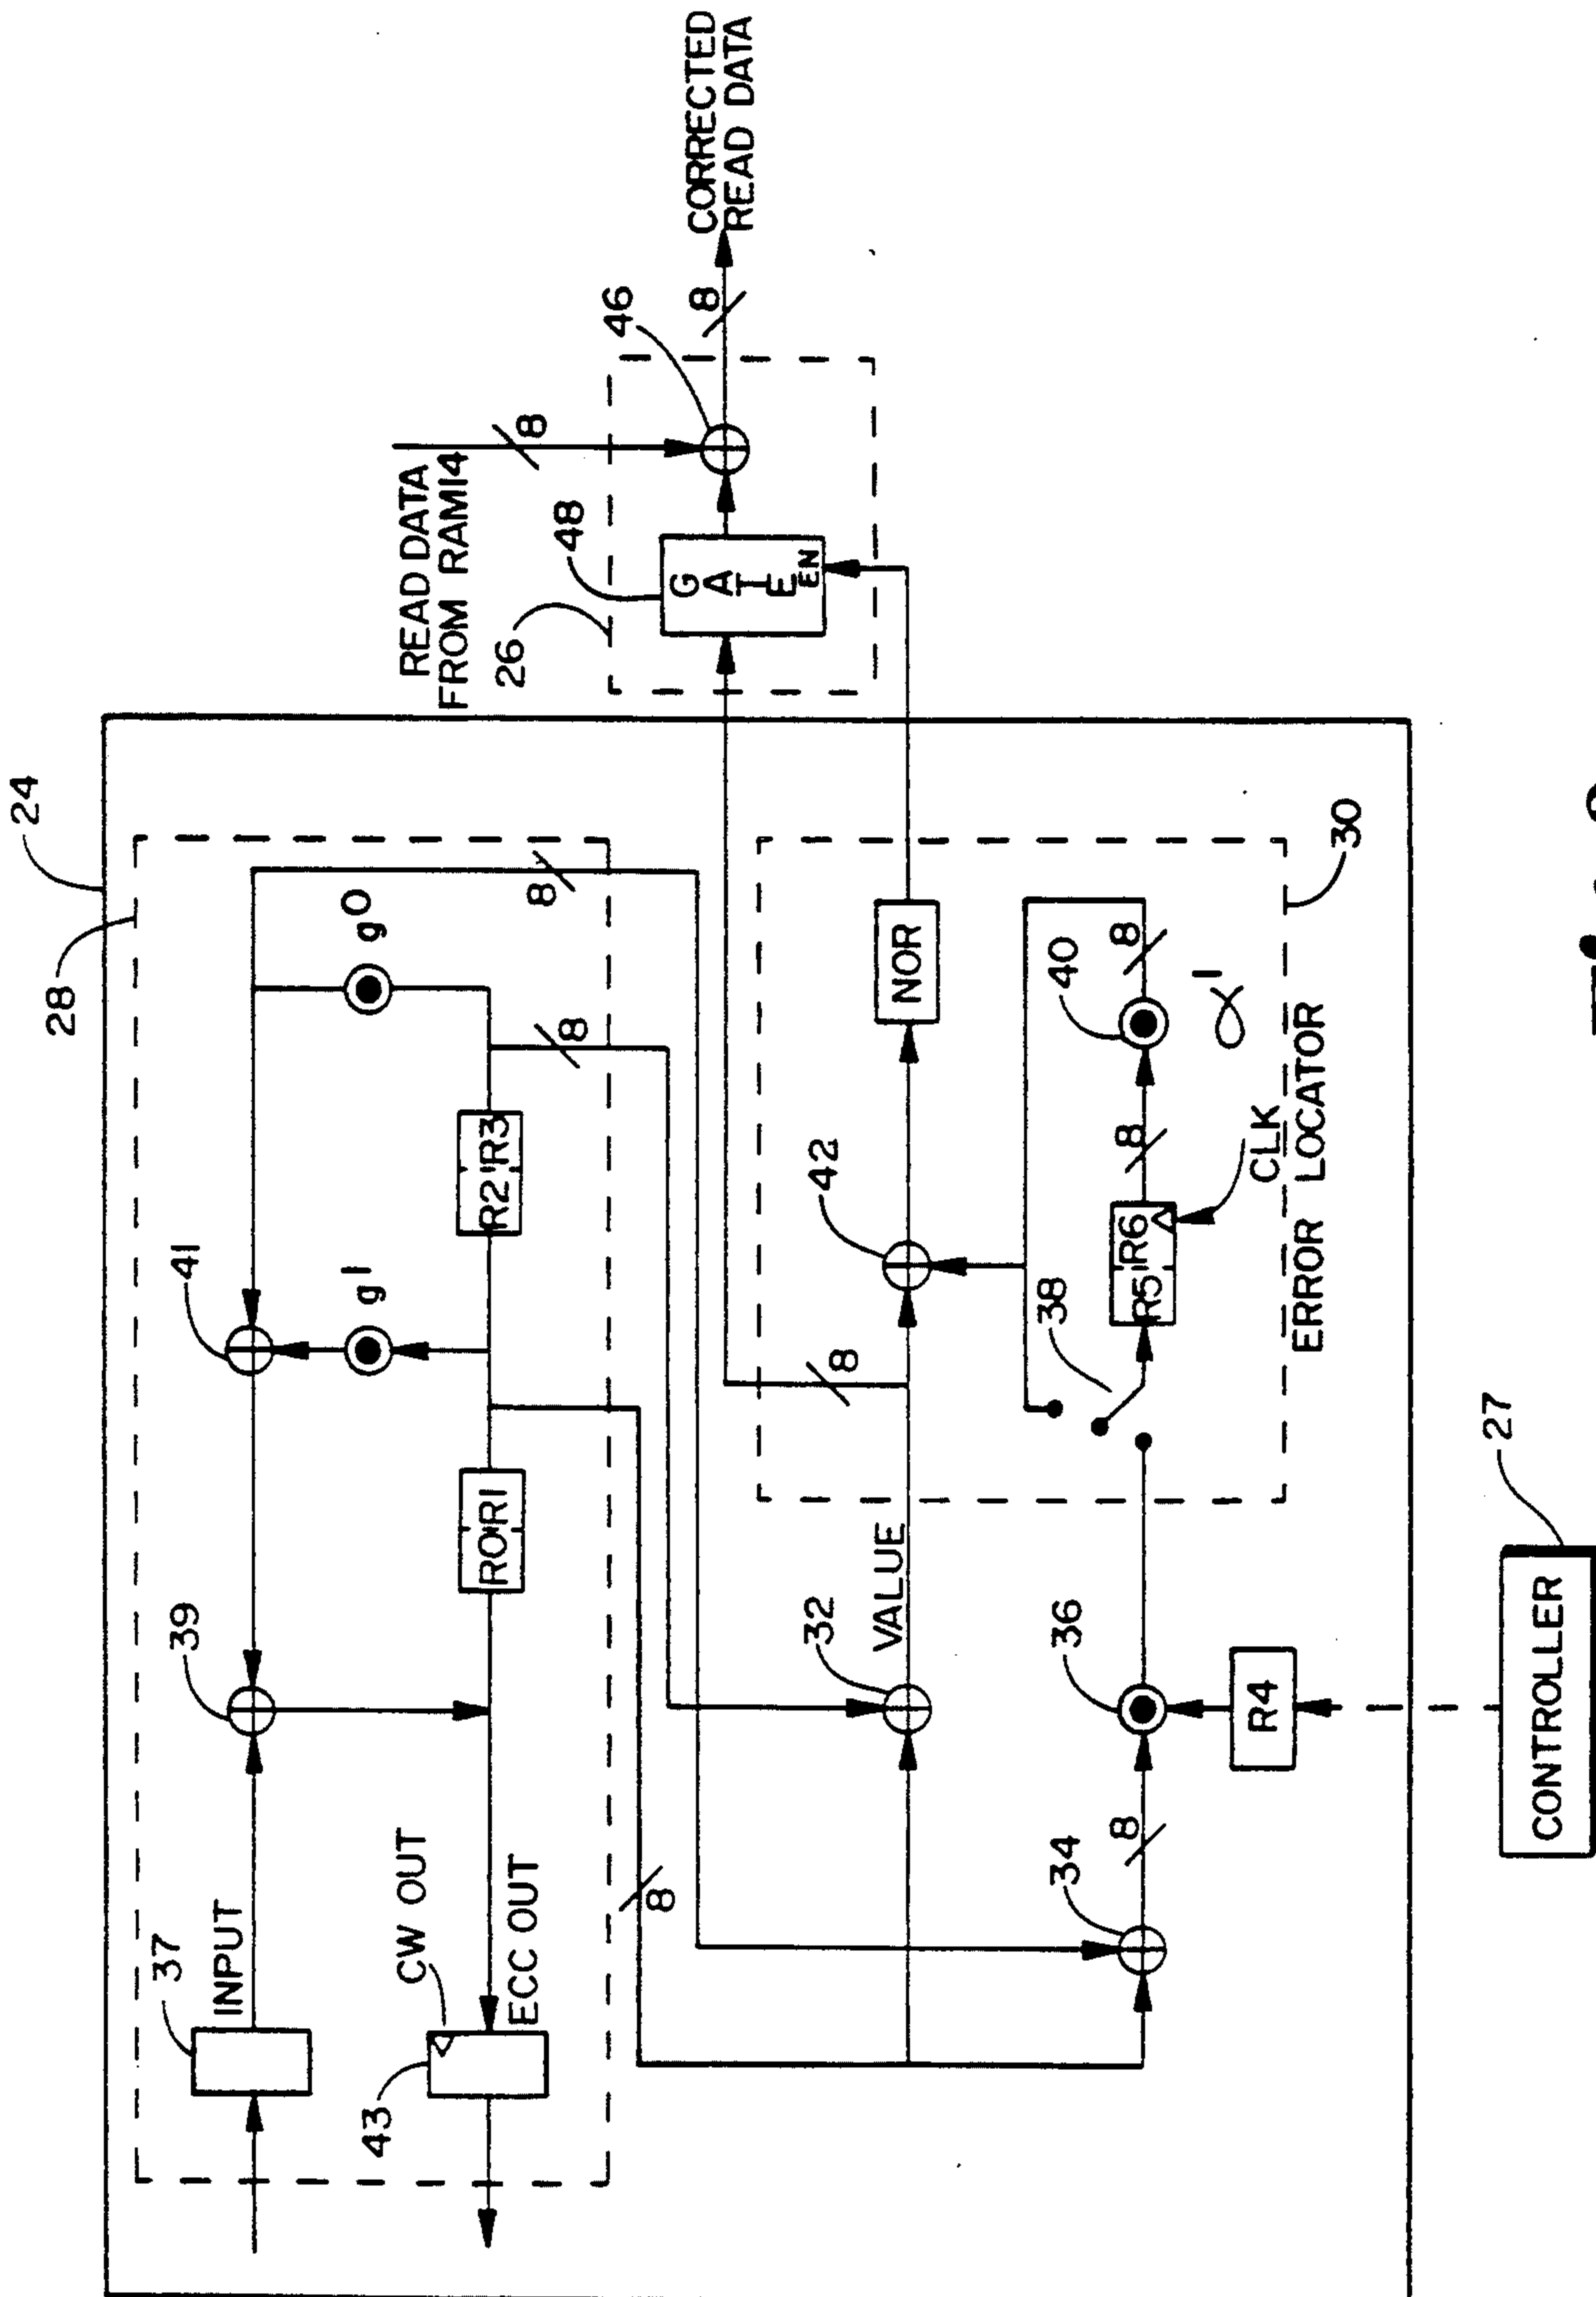 24
28
37
INPUT
39
41
g1
g0
43
CW OUT
ECC OUT
R0 R1
R2 R3
8
8
8
READ DATA
FROM RAM14
26
48
GATE
EN
46
8
8
CORRECTED
READ DATA
32
VALUE
8
42
NOR
34
8
36
R4
38
R5 R6
CLK
8
40
8
α1
ERROR LOCATOR
30
CONTROLLER
27